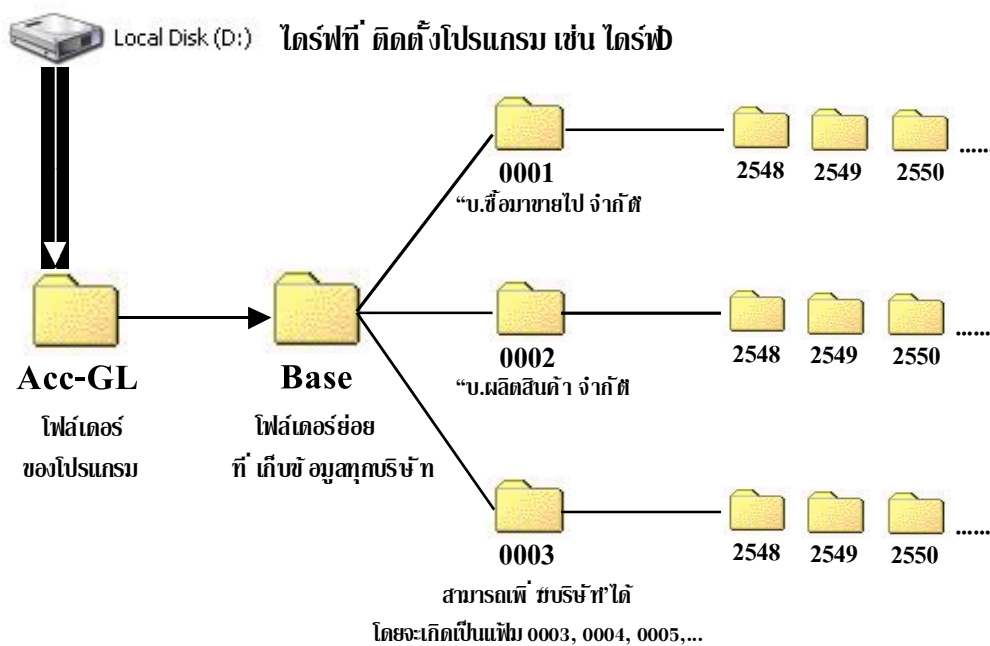 Local Disk (D:) ไดร์ฟที่ ติดตั้งโปรแกรม เช่น ไดร์ฟD
0001
"บ.ซื้อมาขายไป จำกัด"
2548 2549 2550 ......
Acc-GL
โฟล์เดอร์
ของโปรแกรม
Base
โฟล์เดอร์ย่อย
ที่ เก็บข้ อมูลทุกบริษั ท
0002
"บ.ผลิตสินค้า จำกัด"
2548 2549 2550 ......
0003
2548 2549 2550 ......
สามารถเพิ่ มบริษั ท"ได้
โดยจะเกิดเป็นแฟ้ม 0003, 0004, 0005,...